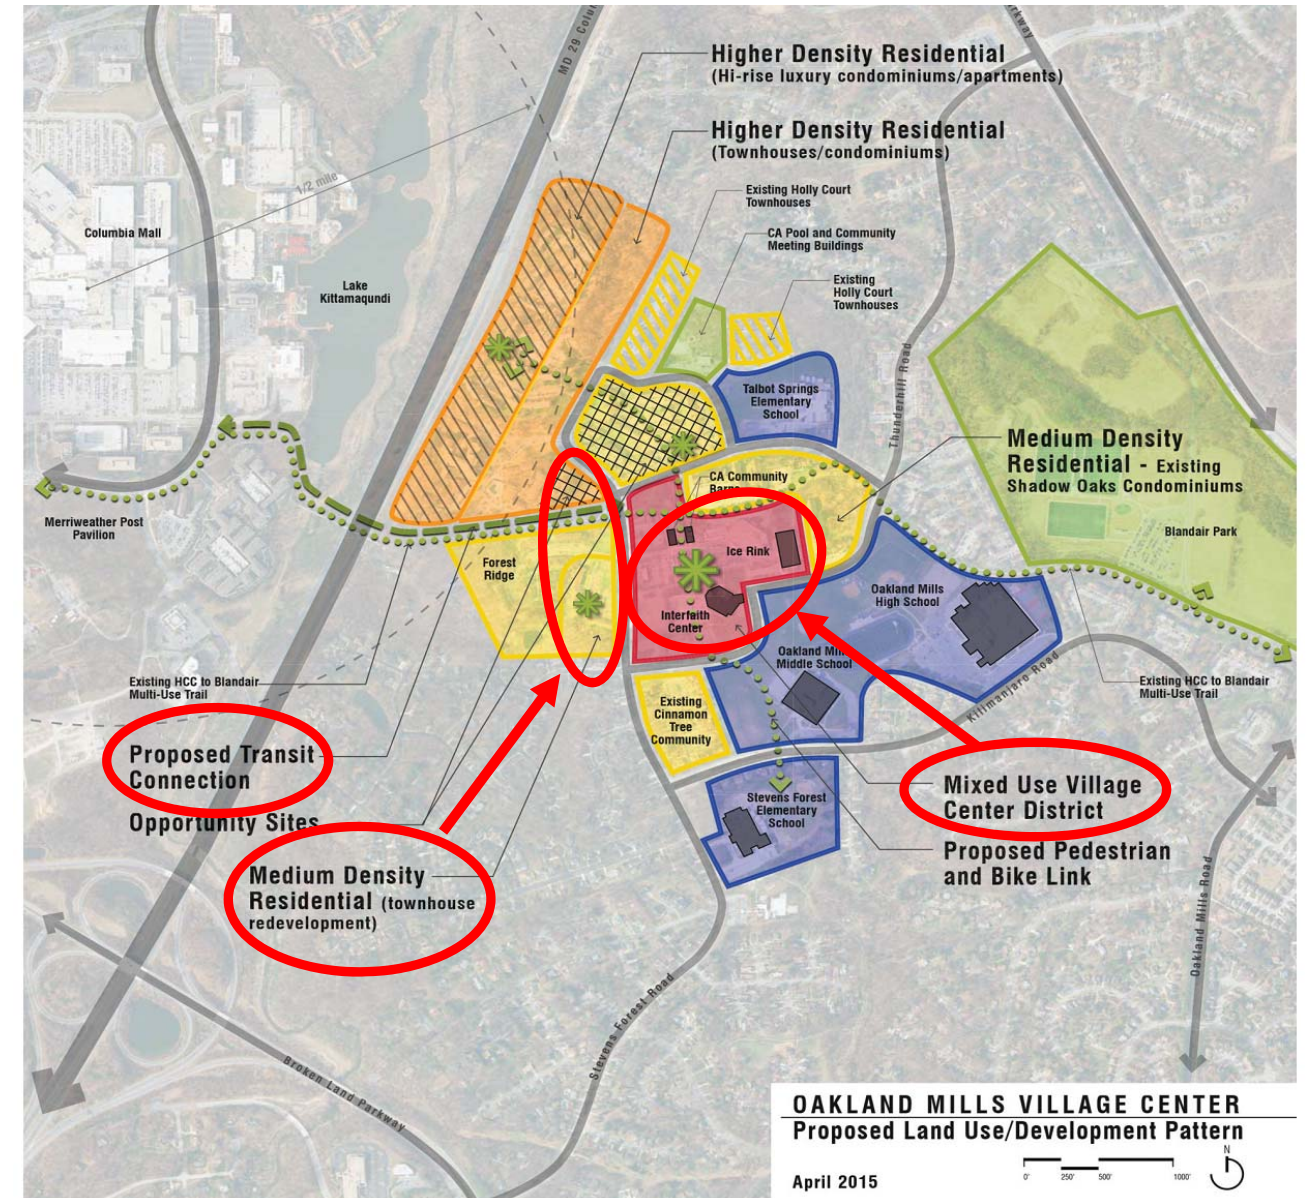 MD 29 Colu
Parkway
Higher Density Residential
(Hi-rise luxury condominiums/apartments)
Higher Density Residential
(Townhouses/condominiums)
1/2 mile
Existing Holly Court
Townhouses
Columbia Mall
CA Pool and Community
Meeting Buildings
Lake
Kittamaqundi
Existing
Holly Court
Townhouses
Thunderhill Road
Talbot Springs
Elementary
School
Medium Density
Residential - Existing
Shadow Oaks Condominiums
CA Community
Merriweather Post
Pavilion
Blandair Park
Ice Rink
Forest
Ridge
Oakland Mills
High School
Interfaith
Center
Oakland Mills
Middle School
Existing HCC to Blandair
Multi-Use Trail
Existing HCC to Blandair
Multi-Use Trail
Kilimanjaro Road
Existing
Cinnamon
Tree
Community
Proposed Transit
Connection
Mixed Use Village
Center District
Stevens Forest
Elementary
School
Opportunity Sites
Proposed Pedestrian
and Bike Link
Medium Density
Residential (townhouse
redevelopment)
Oakland Mills Road
Stevens Forest Road
Broken Land Parkway
OAKLAND MILLS VILLAGE CENTER
Proposed Land Use/Development Pattern
April 2015
0' 250' 500' 1000'
N